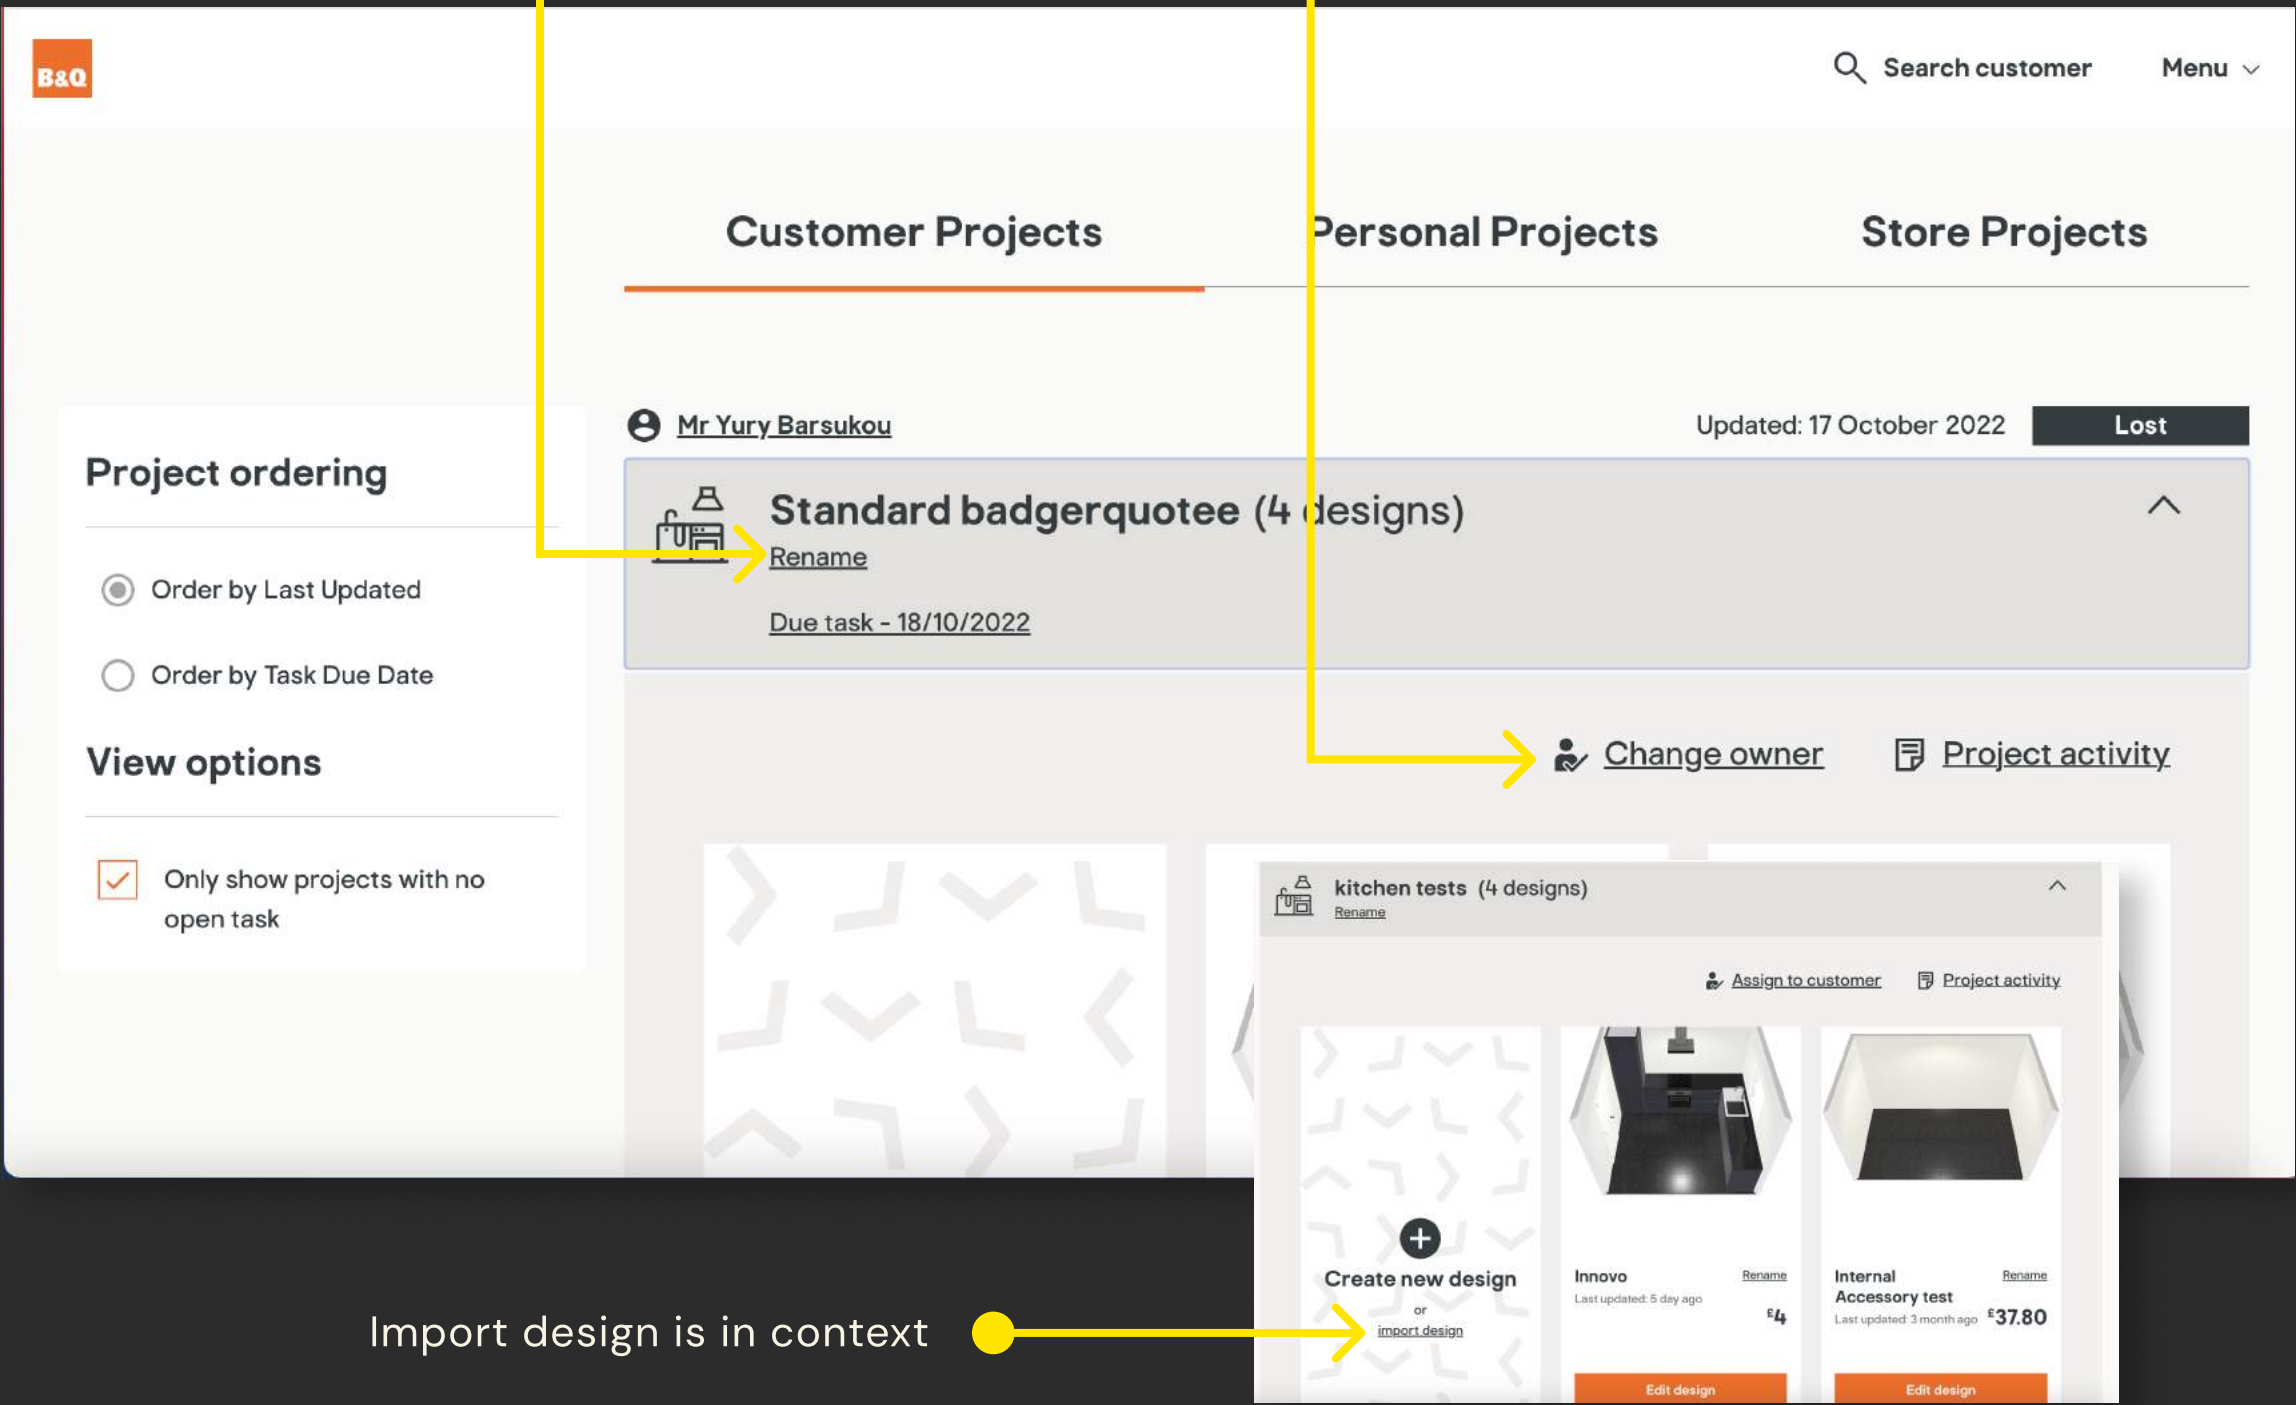 B&Q
Search customer
Menu
Customer Projects
Personal Projects
Store Projects
Mr Yury Barsukou
Updated: 17 October 2022
Lost
Project ordering
Order by Last Updated
Order by Task Due Date
View options
Only show projects with no
open task
Standard badgerquotee (4 designs)
Rename
Due task - 18/10/2022
Change owner
Project activity
kitchen tests (4 designs)
Rename
Assign to customer
Project activity
Create new design
or
import design
Innovo
Rename
Last updated: 5 day ago
£4
Edit design
Internal
Accessory test
Rename
Last updated: 3 month ago
£37.80
Edit design
Import design is in context